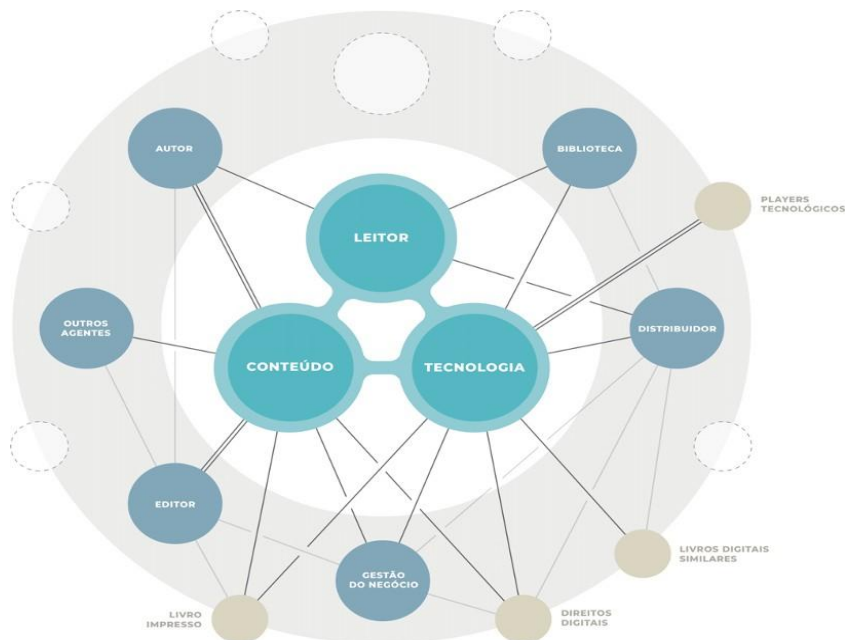 AUTOR
BIBLIOTECA
PLAYERS
TECNOLÓGICOS
LEITOR
OUTROS
AGENTES
DISTRIBUIDOR
CONTEÚDO
TECNOLOGIA
EDITOR
LIVROS DIGITAIS
SIMILARES
GESTÃO
DO NEGÓCIO
LIVRO
IMPRESSO
DIREITOS
DIGITAIS